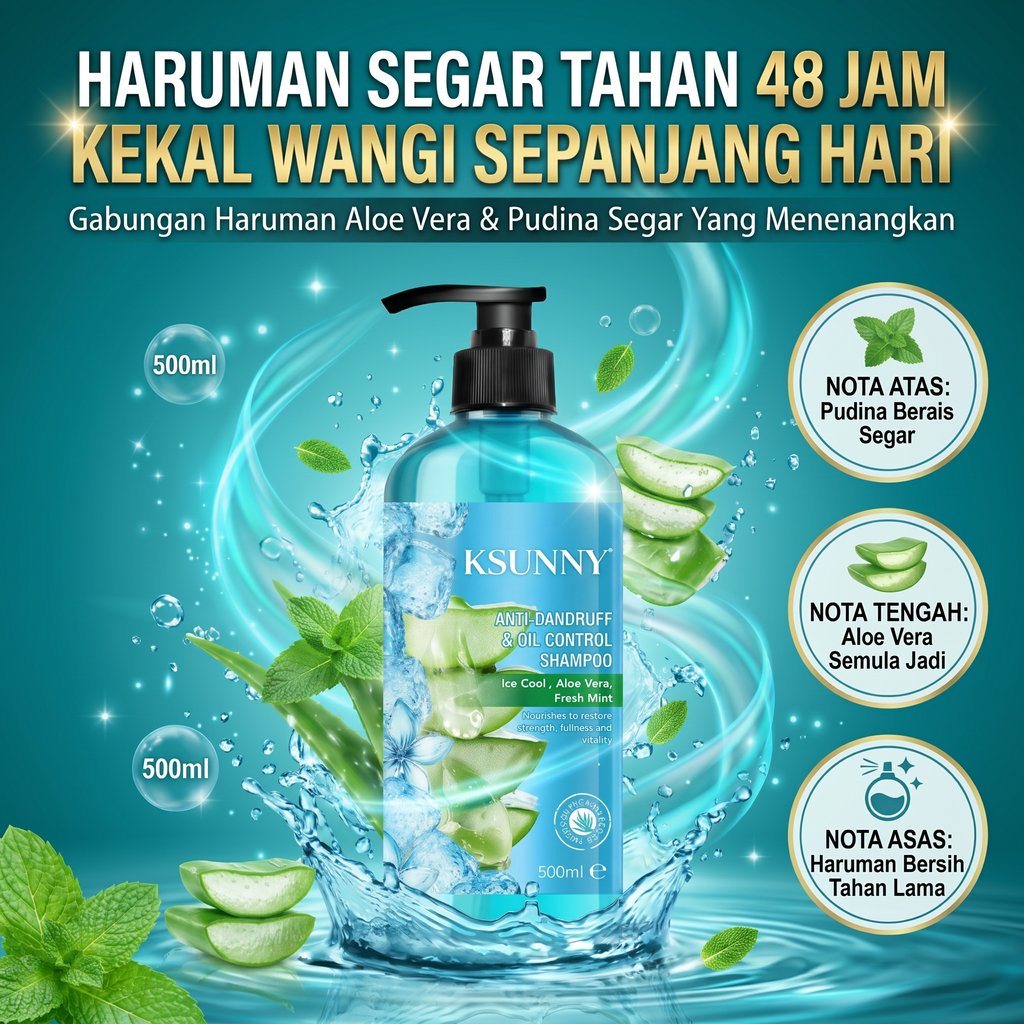 HARUMAN SEGAR TAHAN 48 JAM
KEKAL WANGI SEPANJANG HARI
Gabungan Haruman Aloe Vera & Pudina Segar Yang Menenangkan
500ml
NOTA ATAS:
Pudina Berais
Segar
KSUNNY
ANTI-DANDRUFF
& OIL CONTROL
SHAMPOO
Ice Cool , Aloe Vera,
Fresh Mint
Nourishes to restore
strength, fullness and
vitality
NOTA TENGAH:
Aloe Vera
Semula Jadi
500ml
500ml e
NOTA ASAS:
Haruman Bersih
Tahan Lama